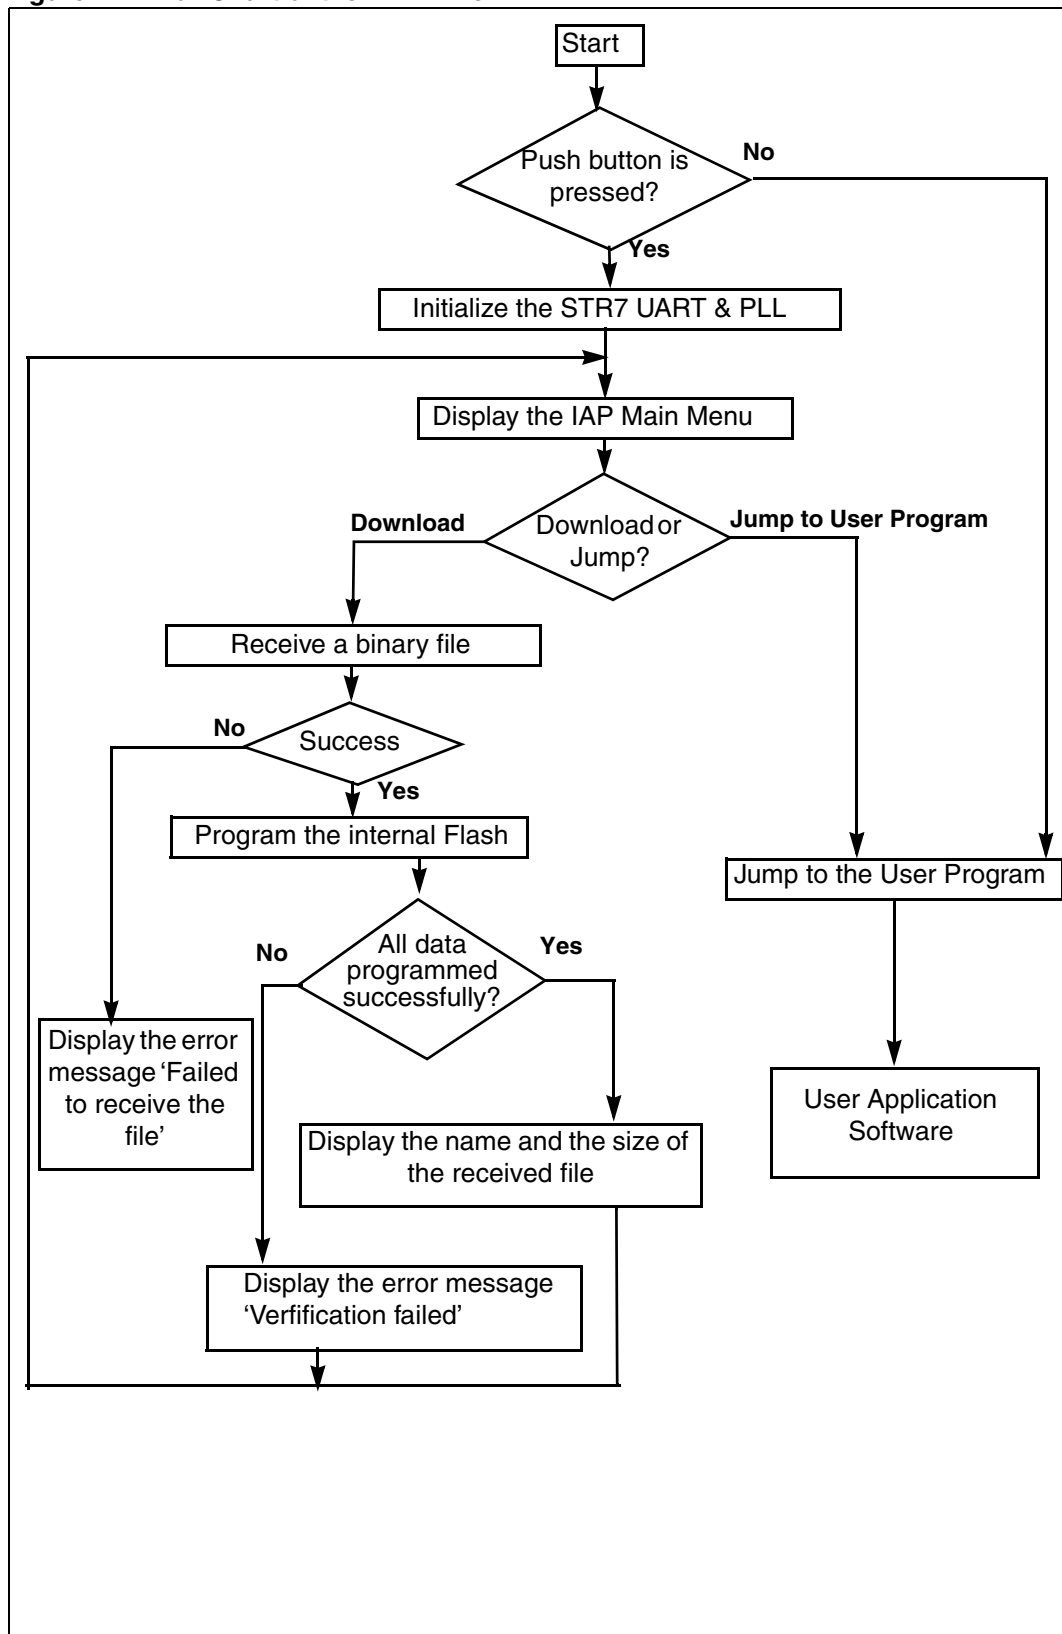 Start
Push button is
pressed?
No
Yes
Initialize the STR7 UART & PLL
Display the IAP Main Menu
Download
Download or
Jump?
Jump to User Program
Receive a binary file
No
Success
Yes
Program the internal Flash
Jump to the User Program
No
All data
programmed
successfully?
Yes
Display the error
message ‘Failed
to receive the
file’
User Application
Software
Display the name and the size of
the received file
Display the error message
‘Verfification failed’